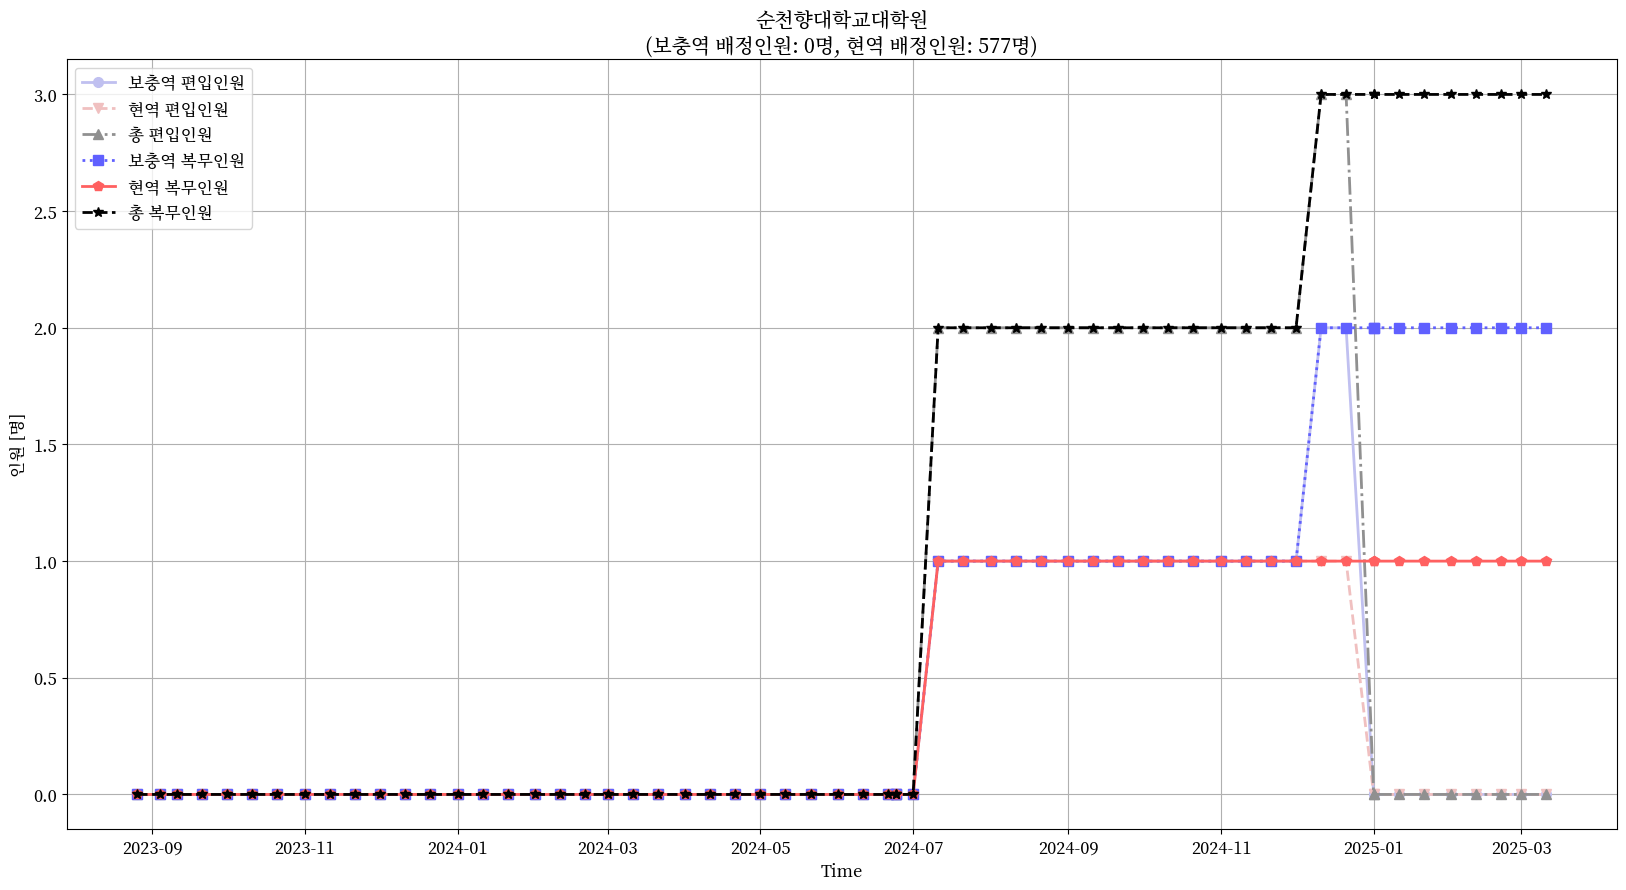 순천향대학교대학원
(보충역 배정인원: 0명, 현역 배정인원: 577명)
보충역 편입인원
현역 편입인원
총 편입인원
보충역 복무인원
현역 복무인원
총 복무인원
인원 [명]
3.0
2.5
2.0
1.5
1.0
0.5
0.0
2023-09 2023-11 2024-01 2024-03 2024-05 2024-07 2024-09 2024-11 2025-01 2025-03
Time